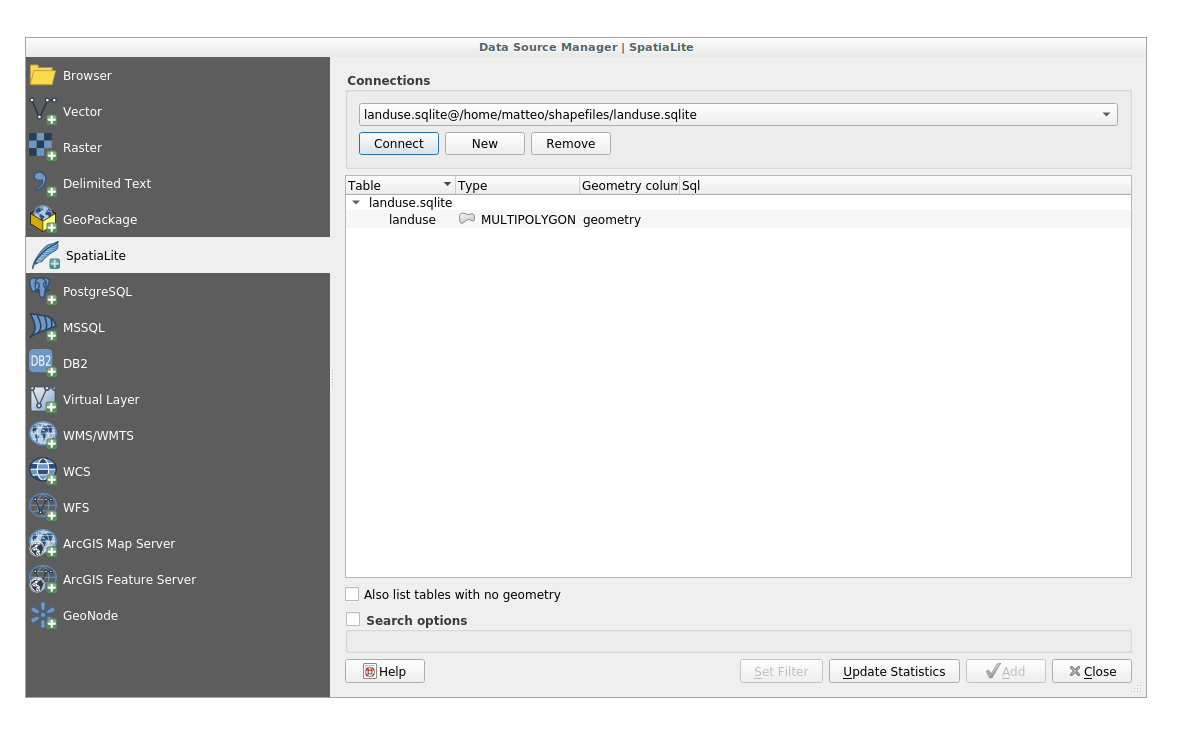 Data Source Manager | SpatiaLite
Browser
Vector
Raster
Delimited Text
GeoPackage
SpatiaLite
PostgreSQL
MSSQL
DB2
DB2
Virtual Layer
WMS/WMTS
WCS
WFS
ArcGIS Map Server
ArcGIS Feature Server
GeoNode
Connections
landuse.sqlite@/home/matteo/shapefiles/landuse.sqlite
Connect New Remove
Table Type Geometry colum Sql
landuse.sqlite
landuse MULTIPOLYGON geometry
Also list tables with no geometry
Search options
Help Set Filter Update Statistics Add Close